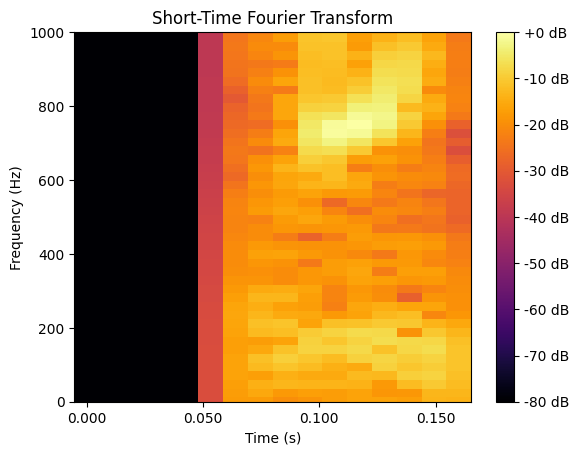 Short-Time Fourier Transform
1000
800
600
400
200
0
Frequency (Hz)
0.000
0.050
0.100
0.150
Time (s)
+0 dB
-10 dB
-20 dB
-30 dB
-40 dB
-50 dB
-60 dB
-70 dB
-80 dB